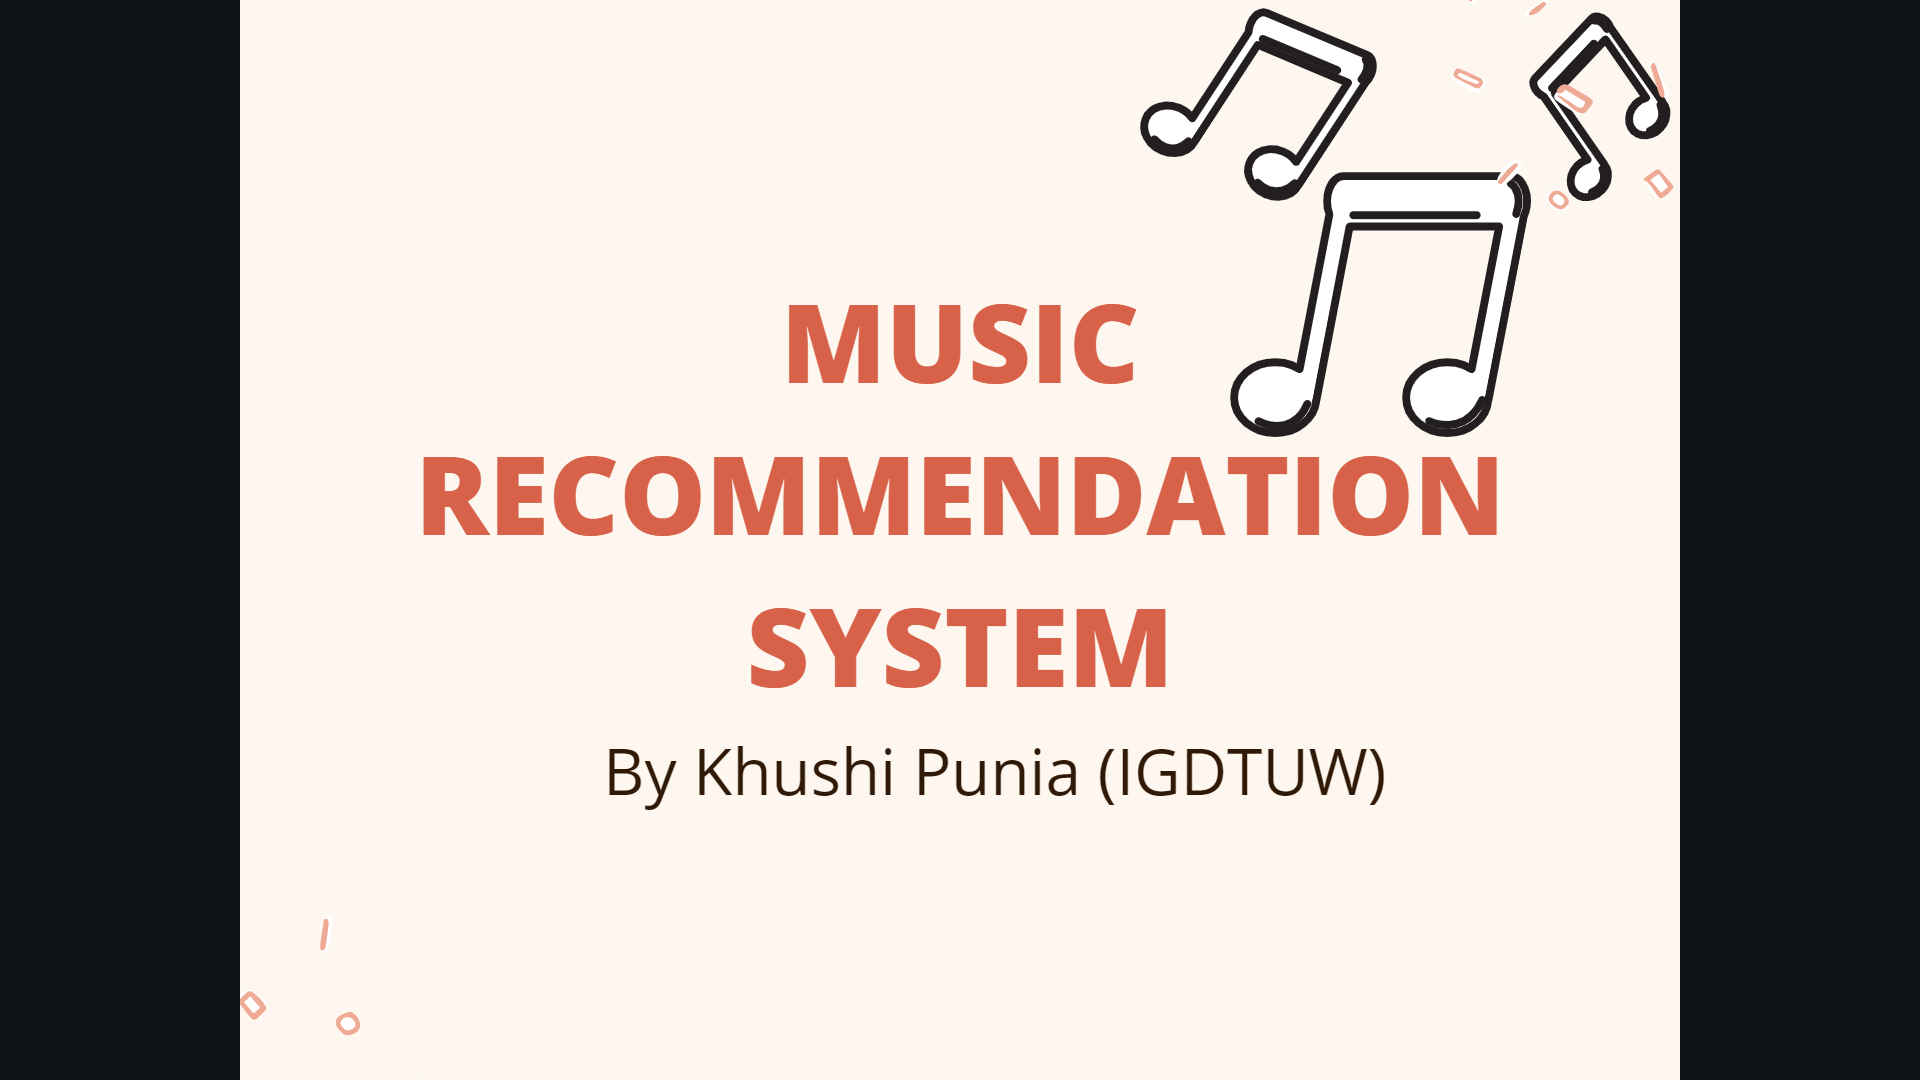 MUSIC
RECOMMENDATION
SYSTEM
By Khushi Punia (IGDTUW)